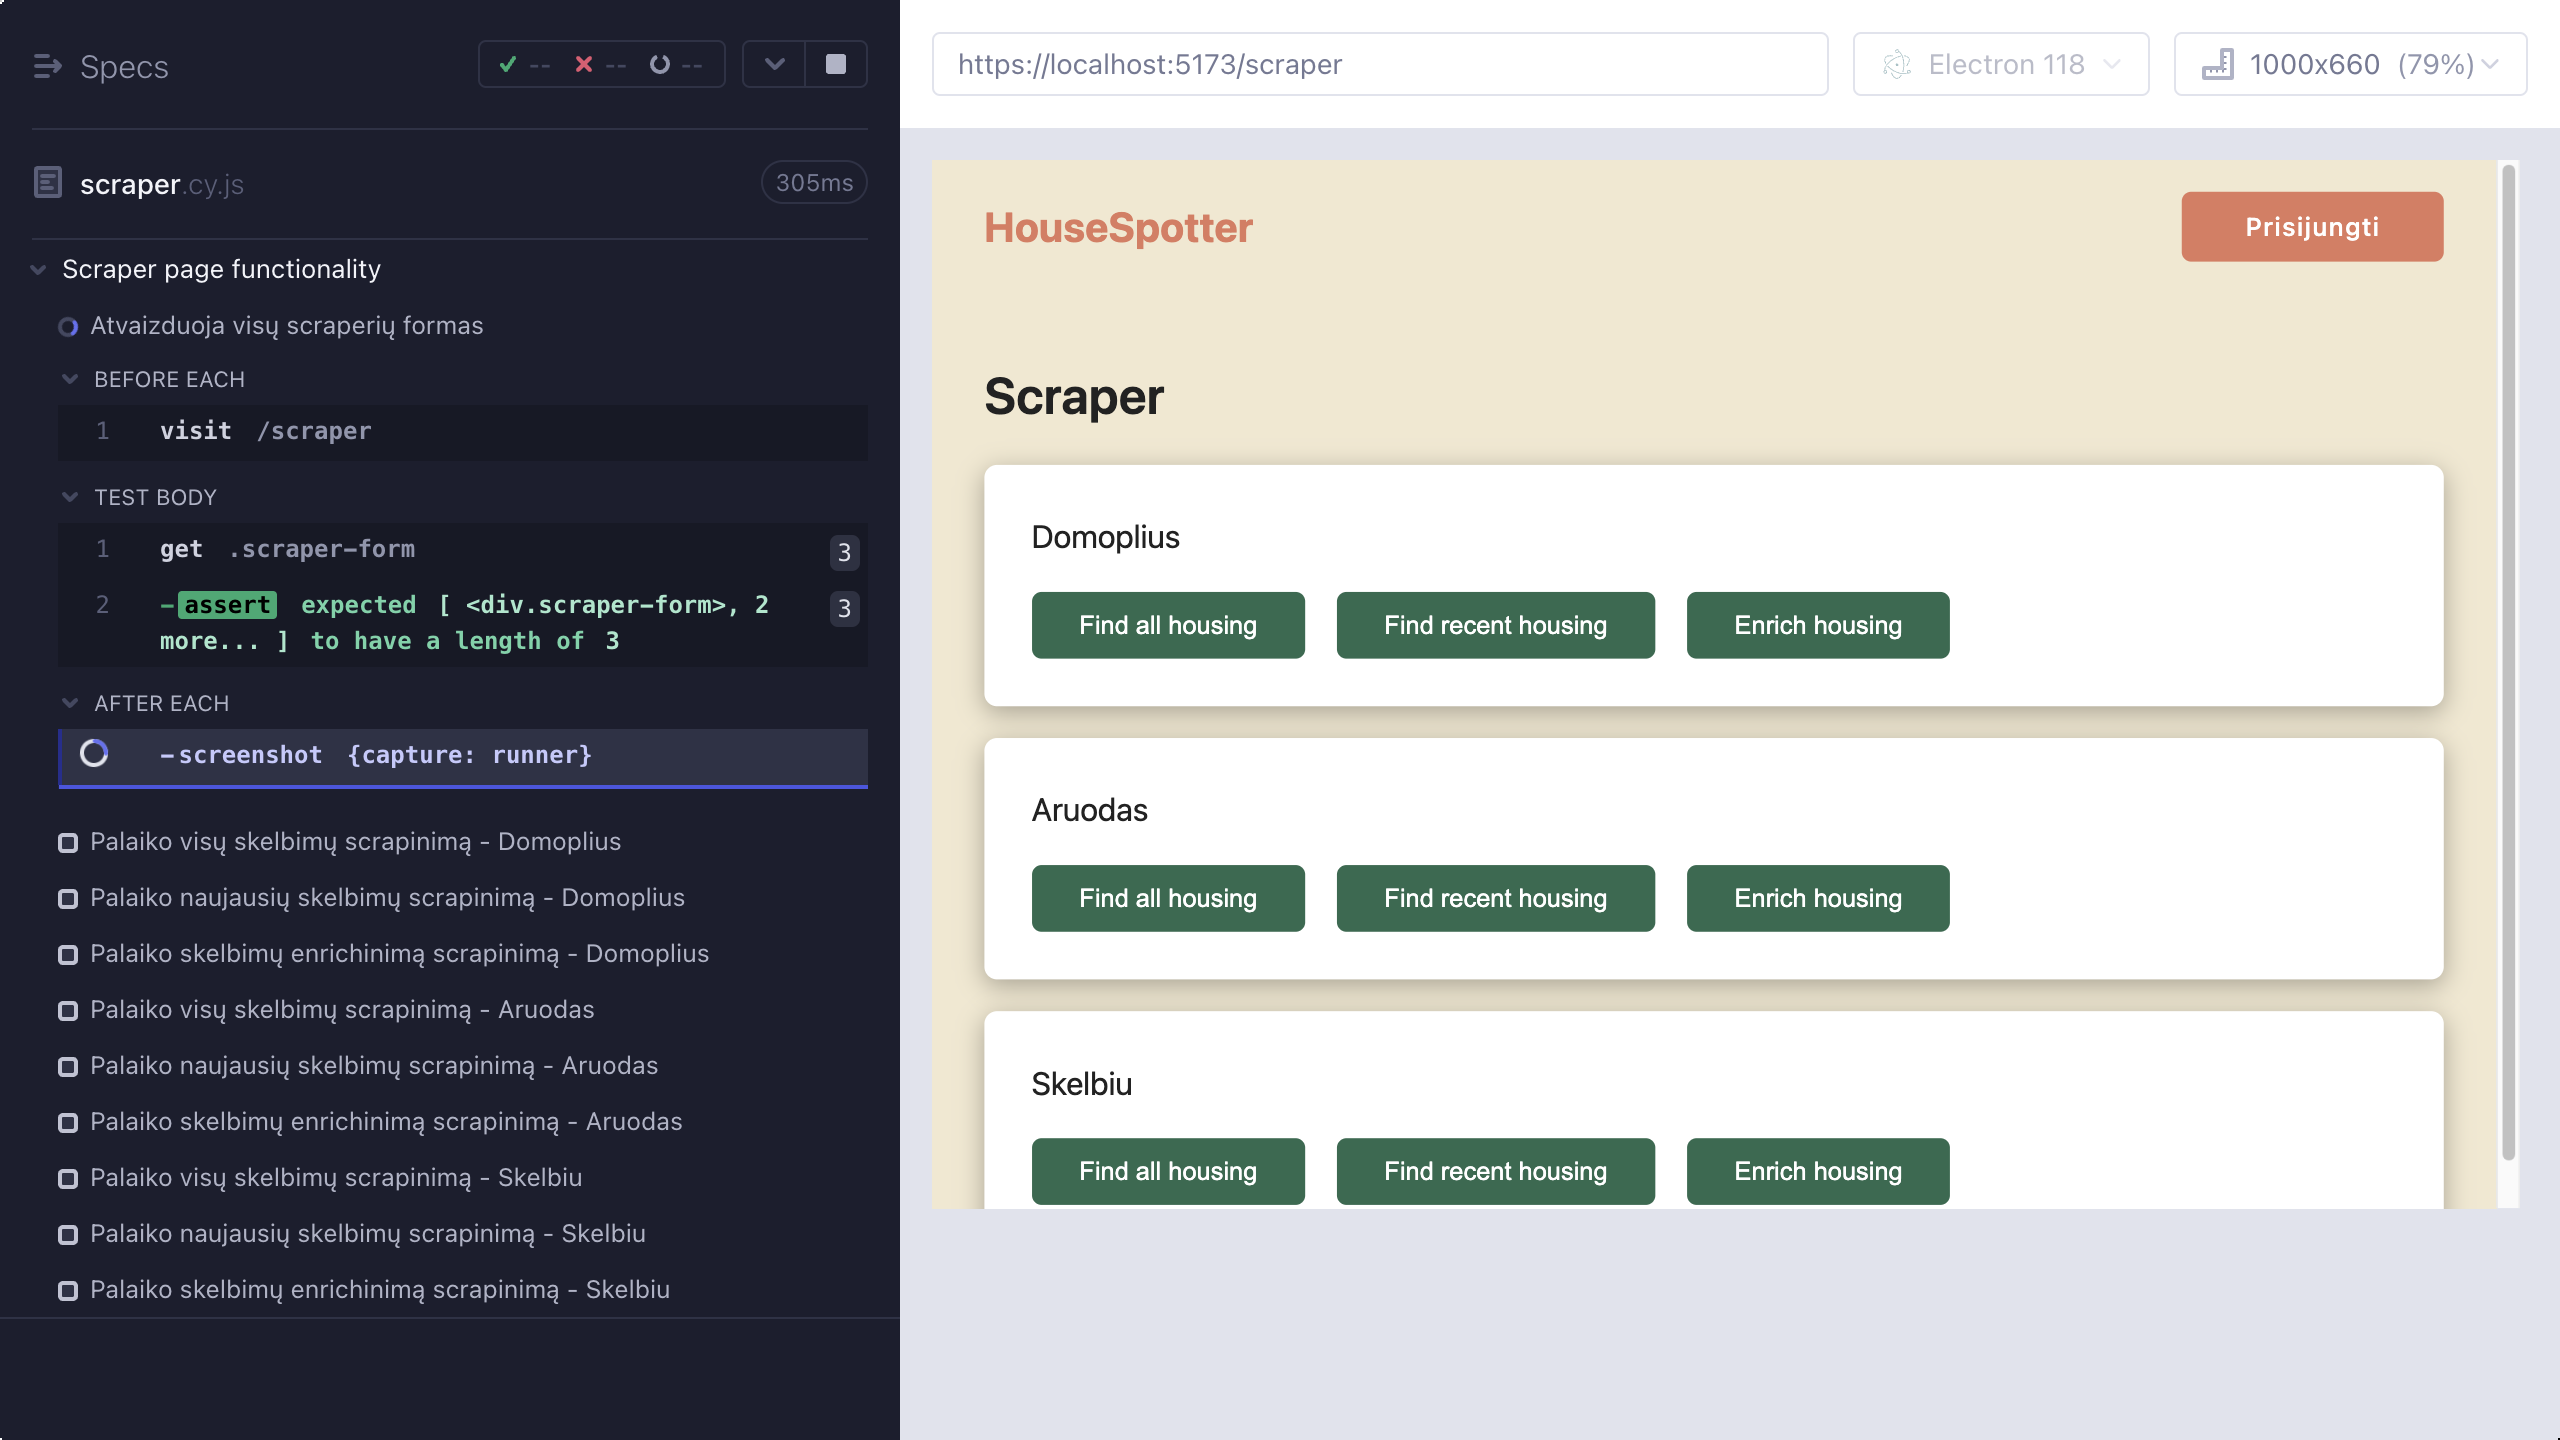 Specs
-- -- --
scraper.cy.js
305ms
Scraper page functionality
Atvaizduoja visų scraperių formas
BEFORE EACH
1 visit /scraper
TEST BODY
1 get .scraper-form 3
2 -assert expected [ <div.scraper-form>, 2 3
more... ] to have a length of 3
AFTER EACH
-screenshot {capture: runner}
Palaiko visų skelbimų scrapinimą - Domoplius
Palaiko naujausių skelbimų scrapinimą - Domoplius
Palaiko skelbimų enrichinimą scrapinimą - Domoplius
Palaiko visų skelbimų scrapinimą - Aruodas
Palaiko naujausių skelbimų scrapinimą - Aruodas
Palaiko skelbimų enrichinimą scrapinimą - Aruodas
Palaiko visų skelbimų scrapinimą - Skelbiu
Palaiko naujausių skelbimų scrapinimą - Skelbiu
Palaiko skelbimų enrichinimą scrapinimą - Skelbiu
https://localhost:5173/scraper
Electron 118
1000x660 (79%)
HouseSpotter
Prisijungti
Scraper
Domoplius
Find all housing Find recent housing Enrich housing
Aruodas
Find all housing Find recent housing Enrich housing
Skelbiu
Find all housing Find recent housing Enrich housing